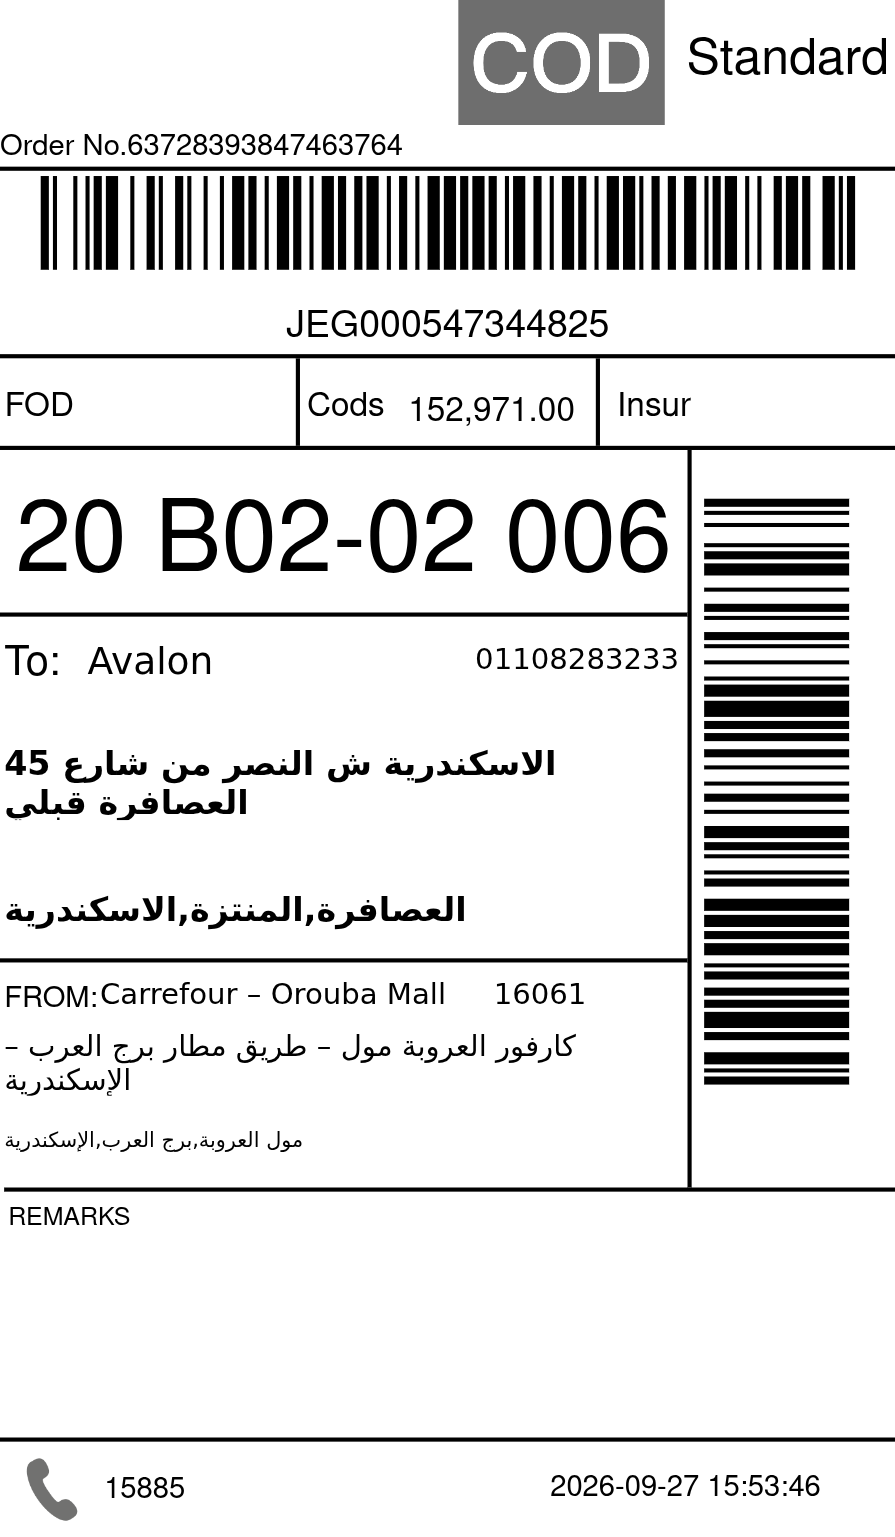 COD Standard
Order No.63728393847463764
JEG000547344825
FOD Cods 152,971.00 Insur
20 B02-02 006
To: Avalon 01108283233
الاسكندرية ش النصر من شارع 45
العصافرة قبلي
العصافرة,المنتزة,الاسكندرية
FROM: Carrefour – Orouba Mall 16061
كارفور العروبة مول – طريق مطار برج العرب –
الإسكندرية
مول العروبة,برج العرب,الإسكندرية
REMARKS
15885 2026-09-27 15:53:46